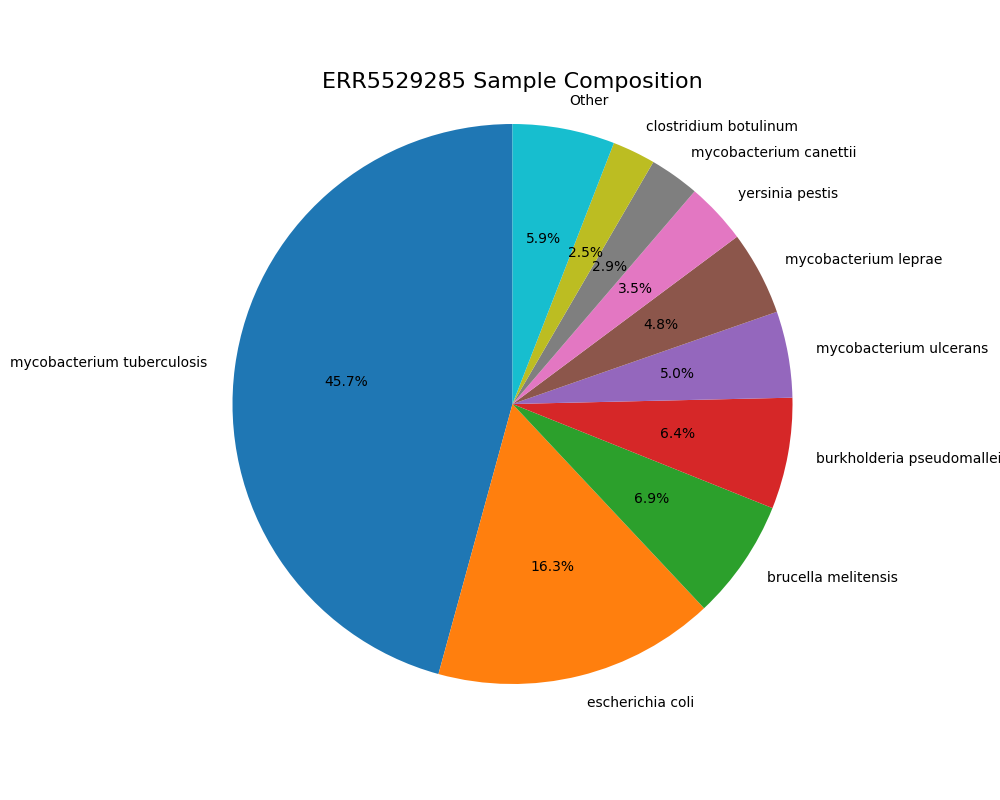 ERR5529285 Sample Composition
Other
clostridium botulinum
mycobacterium canettii
yersinia pestis
mycobacterium leprae
mycobacterium ulcerans
burkholderia pseudomallei
brucella melitensis
escherichia coli
mycobacterium tuberculosis
5.9%
2.5%
2.9%
3.5%
4.8%
5.0%
6.4%
6.9%
16.3%
45.7%